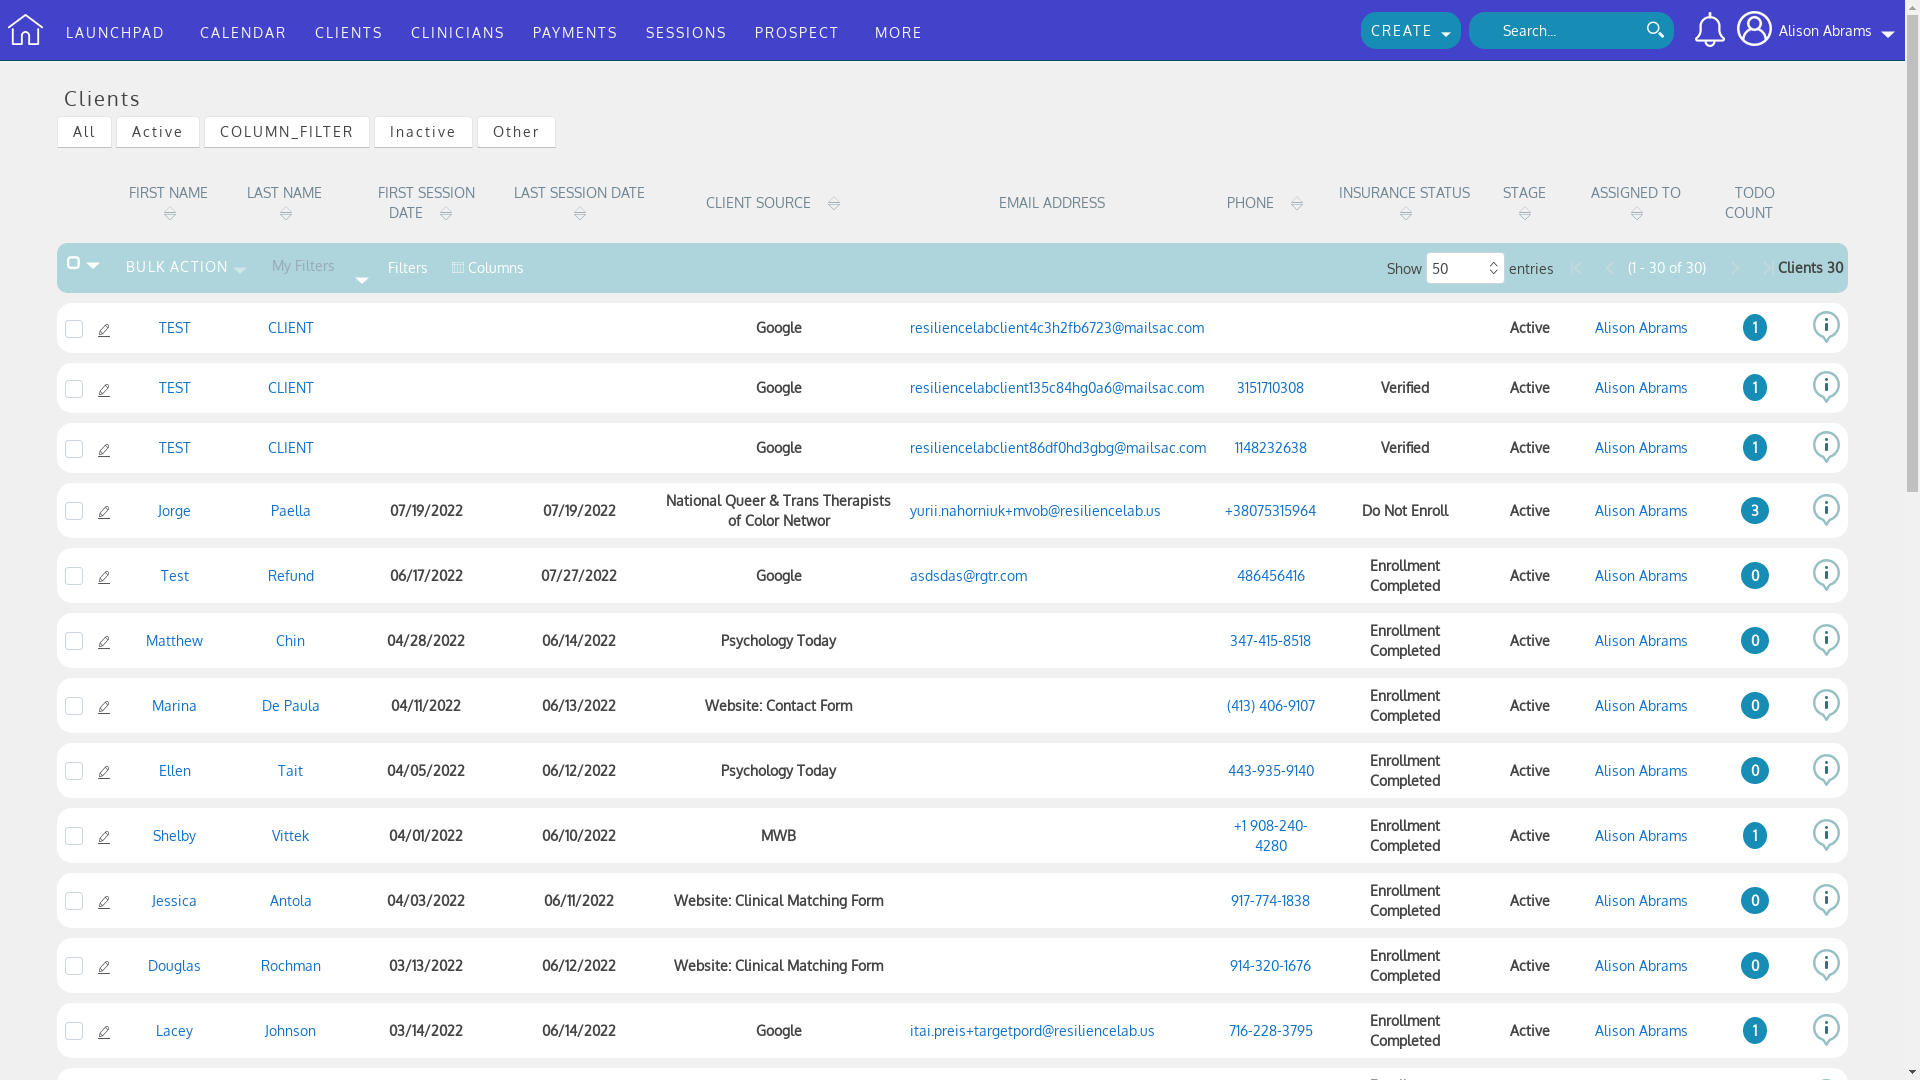 LAUNCHPAD CALENDAR CLIENTS CLINICIANS PAYMENTS SESSIONS PROSPECT MORE CREATE Search... Alison Abrams
Clients
All Active COLUMN_FILTER Inactive Other
FIRST NAME LAST NAME FIRST SESSION DATE LAST SESSION DATE CLIENT SOURCE EMAIL ADDRESS PHONE INSURANCE STATUS STAGE ASSIGNED TO TODO COUNT
BULK ACTION My Filters Filters Columns Show 50 entries (1 - 30 of 30) Clients 30
TEST CLIENT Google resiliencelabclient4c3h2fb6723@mailsac.com Active Alison Abrams 1
TEST CLIENT Google resiliencelabclient135c84hg0a6@mailsac.com 3151710308 Verified Active Alison Abrams 1
TEST CLIENT Google resiliencelabclient86df0hd3gbg@mailsac.com 1148232638 Verified Active Alison Abrams 1
Jorge Paella 07/19/2022 07/19/2022 National Queer & Trans Therapists of Color Networ yurii.nahorniuk+mvob@resiliencelab.us +38075315964 Do Not Enroll Active Alison Abrams 3
Test Refund 06/17/2022 07/27/2022 Google asdsdas@rgtr.com 486456416 Enrollment Completed Active Alison Abrams 0
Matthew Chin 04/28/2022 06/14/2022 Psychology Today 347-415-8518 Enrollment Completed Active Alison Abrams 0
Marina De Paula 04/11/2022 06/13/2022 Website: Contact Form (413) 406-9107 Enrollment Completed Active Alison Abrams 0
Ellen Tait 04/05/2022 06/12/2022 Psychology Today 443-935-9140 Enrollment Completed Active Alison Abrams 0
Shelby Vittek 04/01/2022 06/10/2022 MWB +1 908-240-4280 Enrollment Completed Active Alison Abrams 1
Jessica Antola 04/03/2022 06/11/2022 Website: Clinical Matching Form 917-774-1838 Enrollment Completed Active Alison Abrams 0
Douglas Rochman 03/13/2022 06/12/2022 Website: Clinical Matching Form 914-320-1676 Enrollment Completed Active Alison Abrams 0
Lacey Johnson 03/14/2022 06/14/2022 Google itai.preis+targetpord@resiliencelab.us 716-228-3795 Enrollment Completed Active Alison Abrams 1